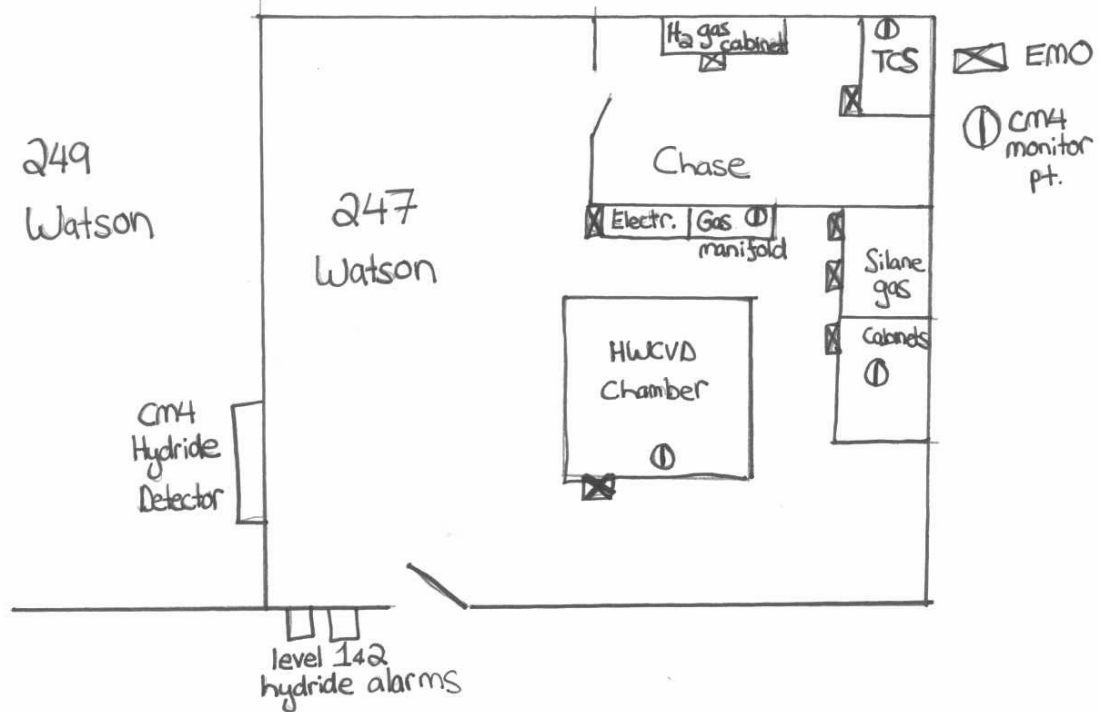 249
Watson
247
Watson
H2 gas
cabinet
TCS
EMO
CM4
monitor
pt.
Chase
Electr.
Gas
manifold
Silane
gas
Cabinets
HWCVD
Chamber
CM4
Hydride
Detector
level 1&2
hydride alarms